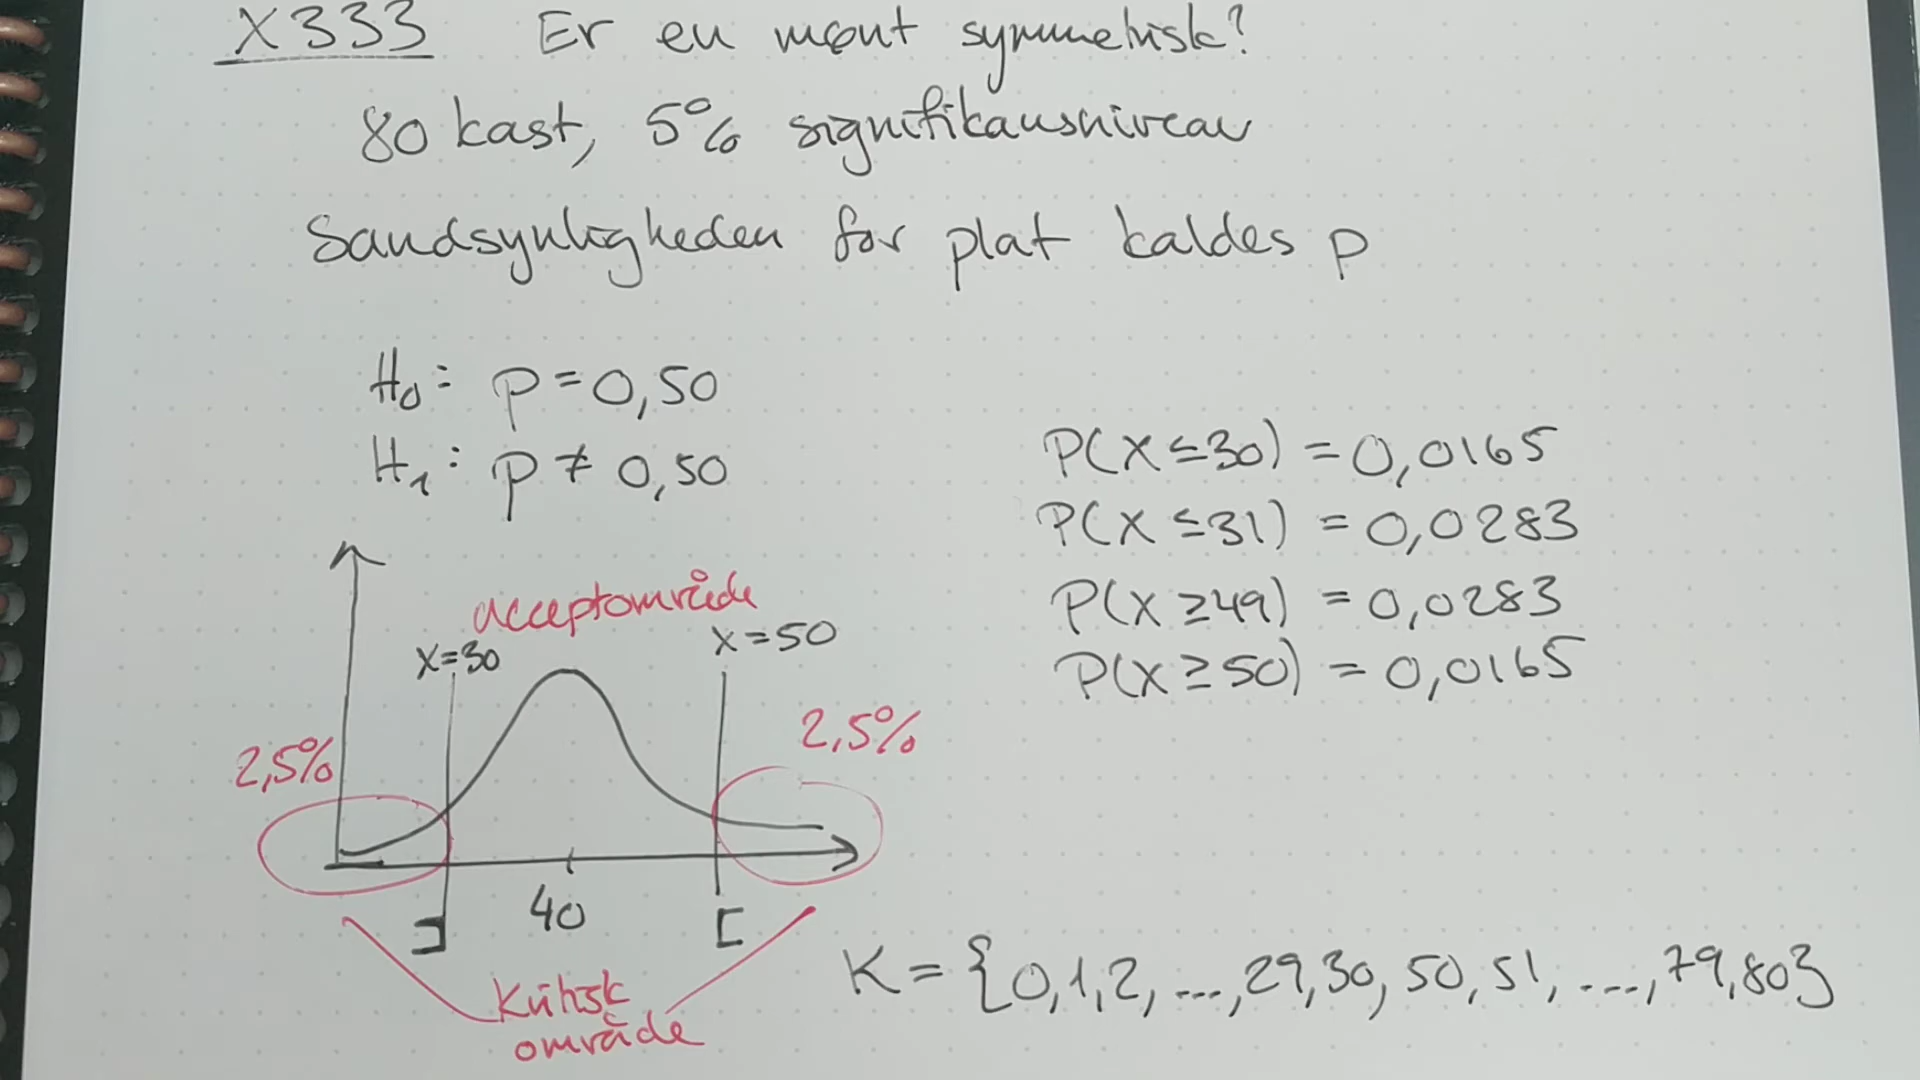 X333 Er en mønt symmetrisk?
80 kast, 5% signifikansniveau
Sandsynligheden for plat kaldes p
H₀: p = 0,50
H₁: p ≠ 0,50
P(X ≤ 30) = 0,0165
P(X ≤ 31) = 0,0283
P(X ≥ 49) = 0,0283
P(X ≥ 50) = 0,0165
acceptområde
x=30
x=50
2,5%
2,5%
]
40
[
Kritisk
område
K = {0,1,2, ...,29,30, 50, 51, ...., 79,80}